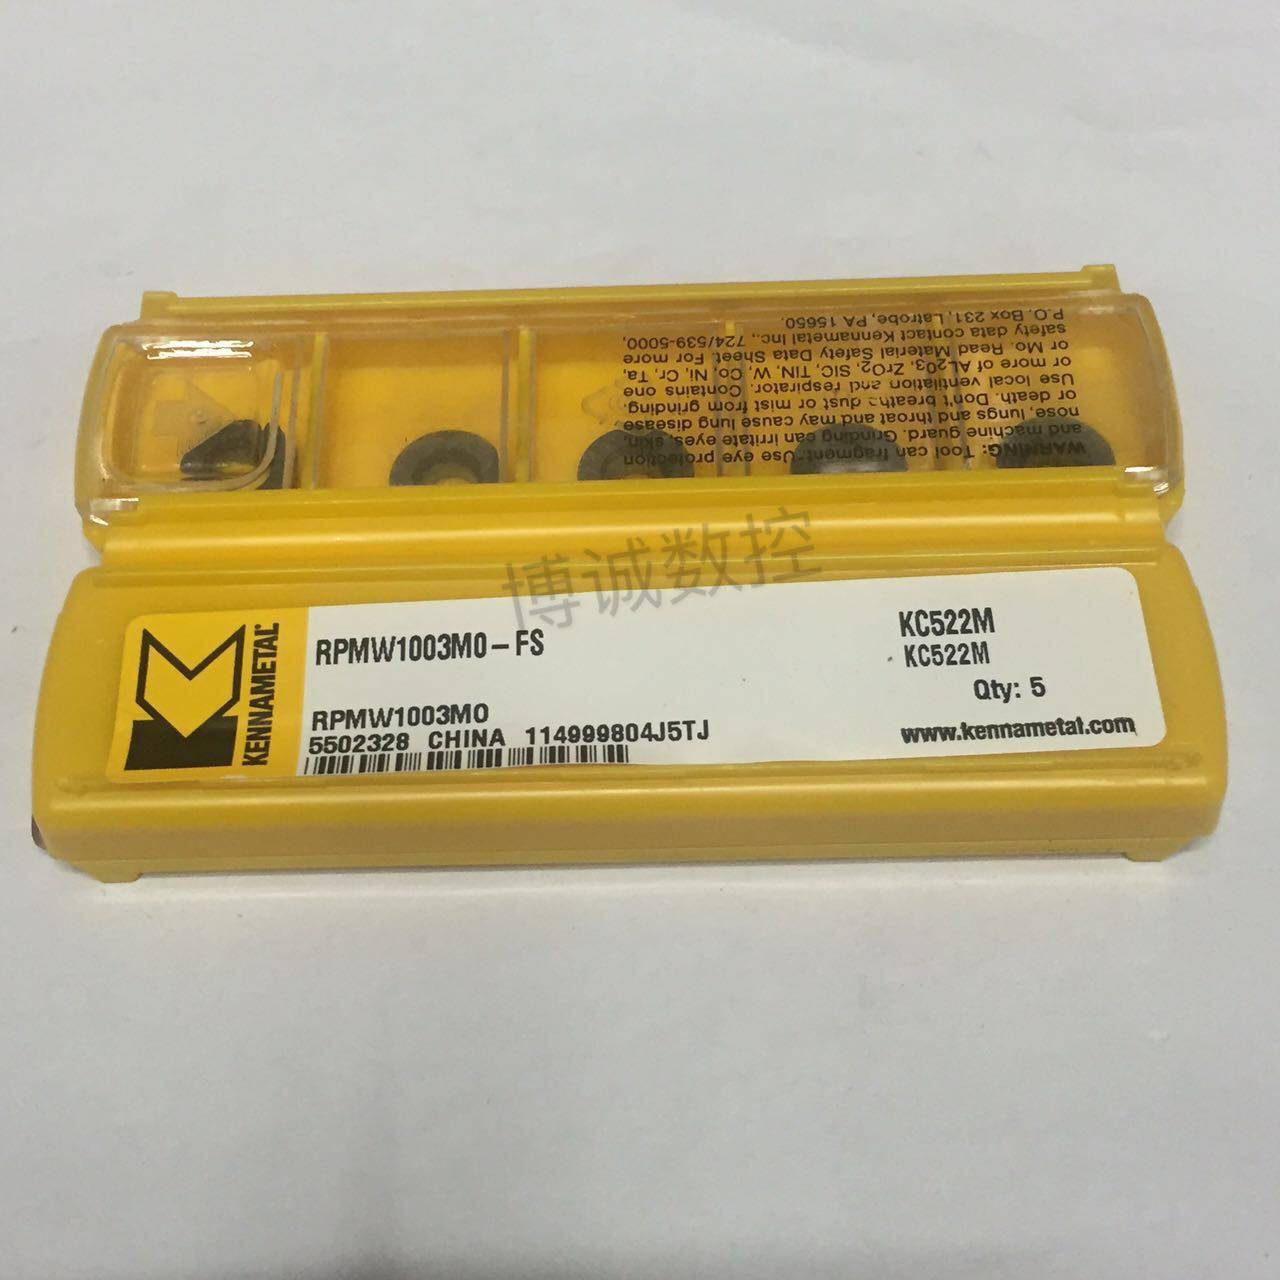 WARNING: Tool can fragment. Use eye protection
and machine guard. Grinding can irritate eyes, skin,
nose, lungs and throat and may cause lung disease
or death. Don't breathe dust or mist from grinding.
Use local ventilation and respirator. Contains one
or more of AL2O3, ZrO2, SIC, TIN, W, Co, Ni, Cr, Ta,
or Mo. Read Material Safety Data Sheet. For more
safety data contact Kennametal Inc., 724/539-5000,
P.O. Box 231, Latrobe, PA 15650.
博诚数控
KENNAMETAL
RPMW1003M0-FS
KC522M
KC522M
Qty: 5
RPMW1003M0
5502328 CHINA 114999804J5TJ
www.kennametal.com